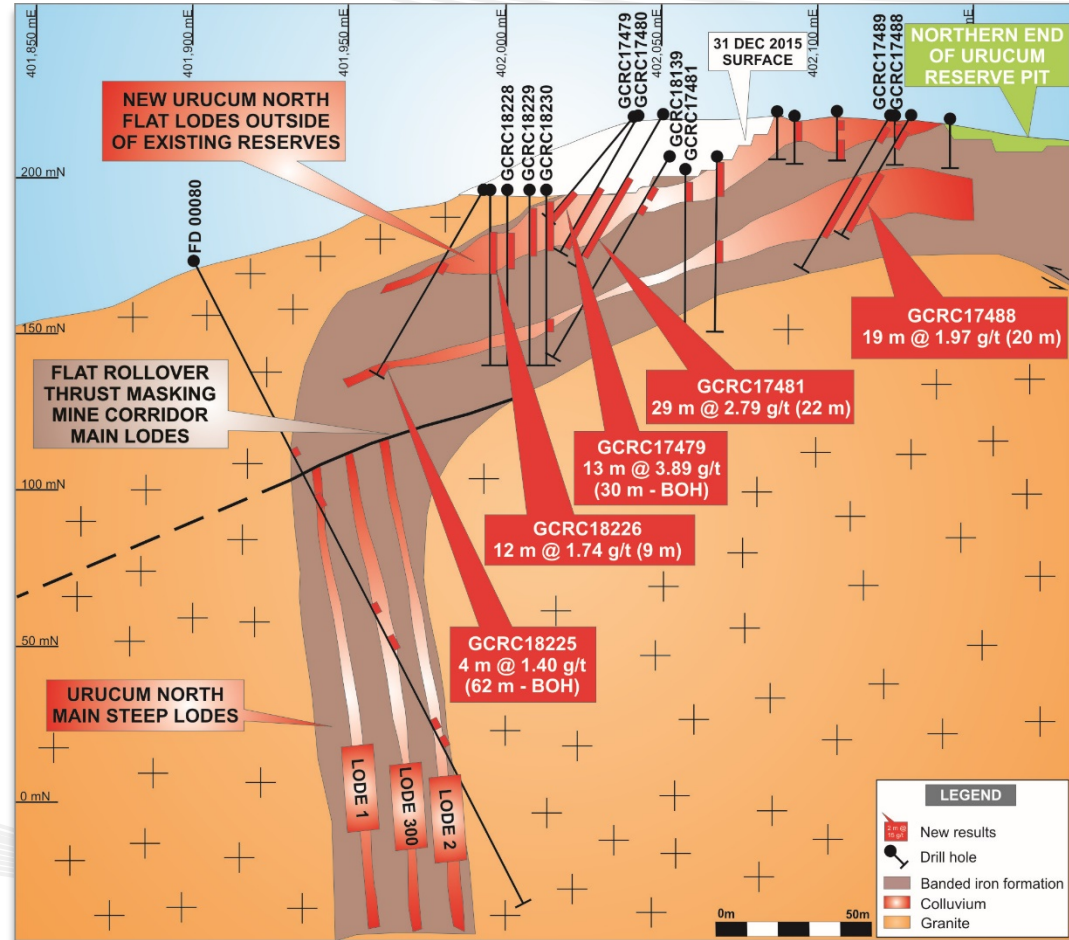 401,850 mE
401,900 mE
401,950 mE
402,000 mE
402,050 mE
402,100 mE
GCRC18228
GCRC18229
GCRC18230
GCRC17479
GCRC17480
GCRC18139
GCRC17481
GCRC17489
GCRC17488
31 DEC 2015
SURFACE
NORTHERN END
OF URUCUM
RESERVE PIT
NEW URUCUM NORTH
FLAT LODES OUTSIDE
OF EXISTING RESERVES
200 mN
FD 00080
150 mN
GCRC17488
19 m @ 1.97 g/t (20 m)
FLAT ROLLOVER
THRUST MASKING
MINE CORRIDOR
MAIN LODES
GCRC17481
29 m @ 2.79 g/t (22 m)
GCRC17479
13 m @ 3.89 g/t
(30 m - BOH)
100 mN
GCRC18226
12 m @ 1.74 g/t (9 m)
50 mN
GCRC18225
4 m @ 1.40 g/t
(62 m - BOH)
URUCUM NORTH
MAIN STEEP LODES
0 mN
LODE 1
LODE 300
LODE 2
LEGEND
2 m @
15 g/t
New results
Drill hole
Banded iron formation
Colluvium
Granite
0m
50m